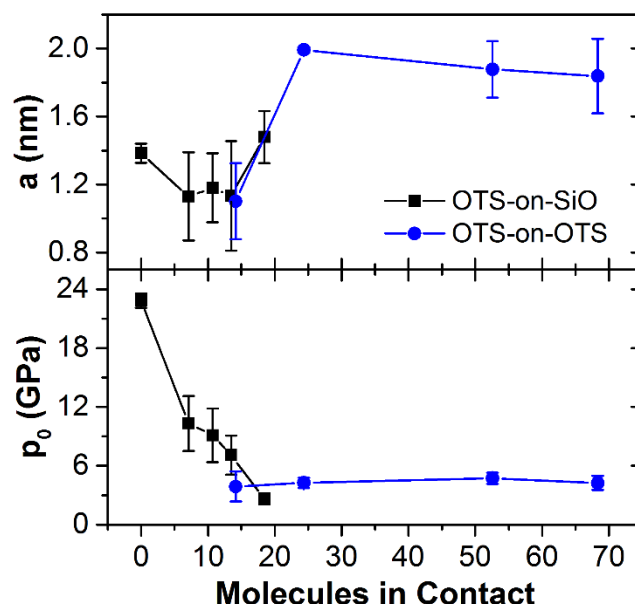 2.0
1.6
1.2
0.8
a (nm)
OTS-on-SiO
OTS-on-OTS
24
18
12
6
0
p₀ (GPa)
0 10 20 30 40 50 60 70
Molecules in Contact